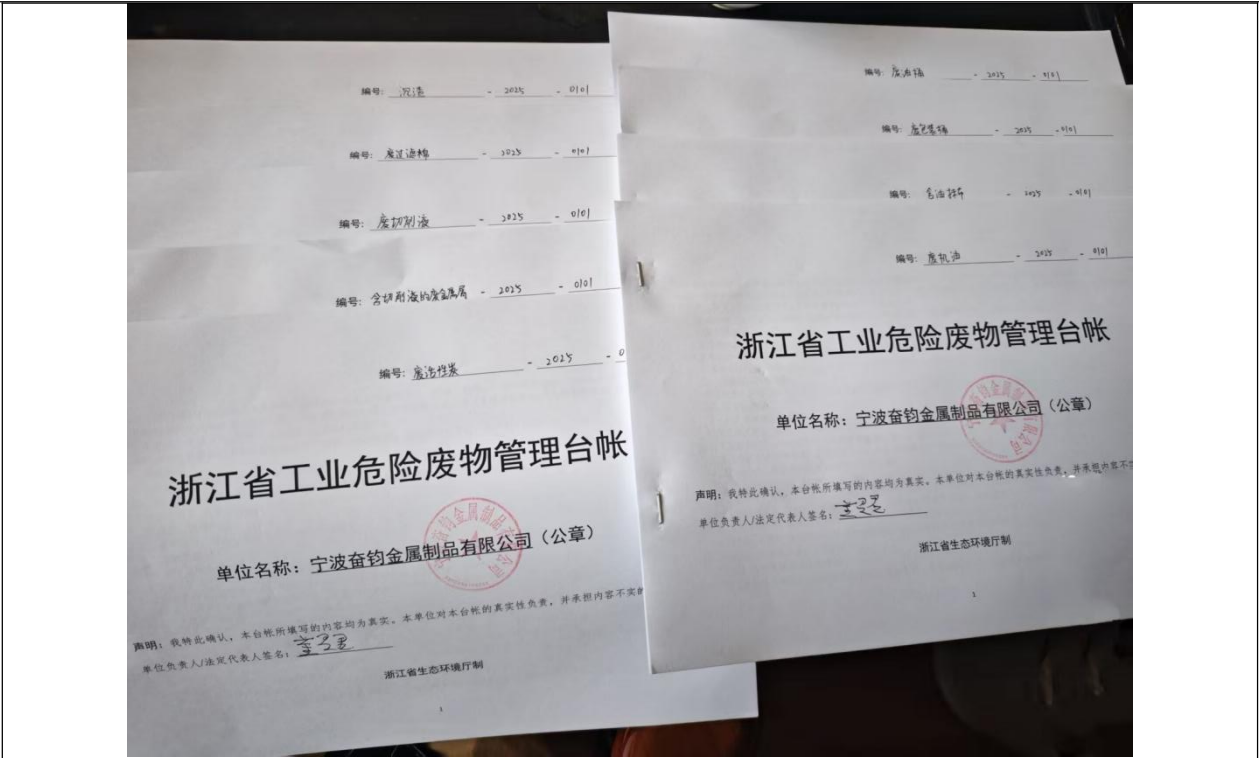 编号: 沉渣 - 2025 - 0101
编号: 废过滤棉 - 2025 - 0101
编号: 废切削液 - 2025 - 0101
编号: 含切削液的废金属屑 - 2025 - 0101
编号: 废活性炭 - 2025 - 0
浙江省工业危险废物管理台帐
单位名称: 宁波奋钧金属制品有限公司 (公章)
声明: 我特此确认, 本台帐所填写的内容均为真实。本单位对本台帐的真实性负责, 并承担内容不实的
单位负责人/法定代表人签名:
浙江省生态环境厅制
1
编号: 废油桶 - 2025 - 0101
编号: 废包装桶 - 2025 - 0101
编号: 含油抹布 - 2025 - 0101
编号: 废机油 - 2025 - 0101
浙江省工业危险废物管理台帐
单位名称: 宁波奋钧金属制品有限公司 (公章)
声明: 我特此确认, 本台帐所填写的内容均为真实。本单位对本台帐的真实性负责, 并承担内容不
单位负责人/法定代表人签名:
浙江省生态环境厅制
1